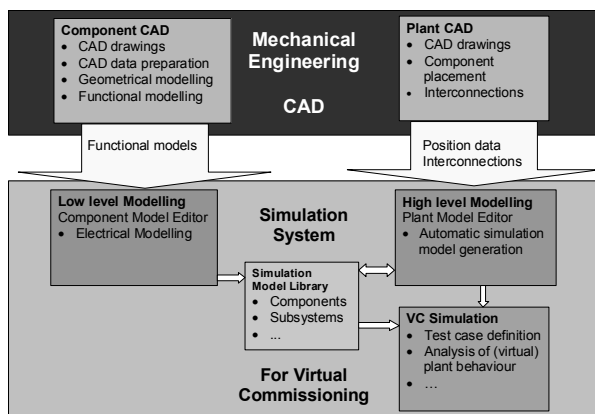 Component CAD
• CAD drawings
• CAD data preparation
• Geometrical modelling
• Functional modelling
Mechanical
Engineering
CAD
Plant CAD
• CAD drawings
• Component
placement
• Interconnections
Functional models
Position data
Interconnections
Low level Modelling
Component Model Editor
• Electrical Modelling
Simulation
System
High level Modelling
Plant Model Editor
• Automatic simulation
model generation
Simulation
Model Library
• Components
• Subsystems
• ...
VC Simulation
• Test case definition
• Analysis of (virtual)
plant behaviour
• …
For Virtual
Commissioning